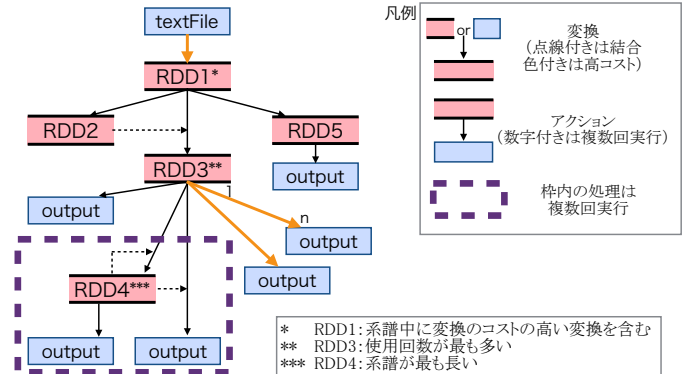 textFile
凡例
or
変換
(点線付きは結合
色付きは高コスト)
RDD1*
RDD2
RDD5
アクション
(数字付きは複数回実行)
RDD3**
1
output
output
n
output
output
枠内の処理は
複数回実行
RDD4***
output
output
* RDD1:系譜中に変換のコストの高い変換を含む
** RDD3:使用回数が最も多い
*** RDD4:系譜が最も長い